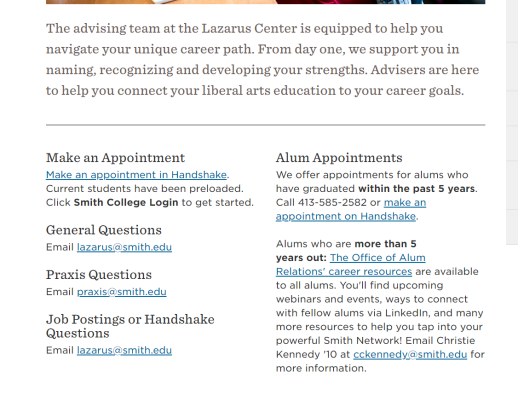 The advising team at the Lazarus Center is equipped to help you
navigate your unique career path. From day one, we support you in
naming, recognizing and developing your strengths. Advisers are here
to help you connect your liberal arts education to your career goals.
Make an Appointment
Make an appointment in Handshake.
Current students have been preloaded.
Click Smith College Login to get started.
General Questions
Email lazarus@smith.edu
Praxis Questions
Email praxis@smith.edu
Job Postings or Handshake
Questions
Email lazarus@smith.edu
Alum Appointments
We offer appointments for alums who
have graduated within the past 5 years.
Call 413-585-2582 or make an
appointment on Handshake.
Alums who are more than 5
years out: The Office of Alum
Relations' career resources are available
to all alums. You'll find upcoming
webinars and events, ways to connect
with fellow alums via LinkedIn, and many
more resources to help you tap into your
powerful Smith Network! Email Christie
Kennedy '10 at cckennedy@smith.edu for
more information.